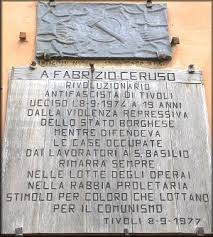 A FABRIZIO CERUSO
RIVOLUZIONARIO
ANTIFASCISTA DI TIVOLI
UCCISO L'8-9-1974 A 19 ANNI
DALLA VIOLENZA REPRESSIVA
DELLO STATO BORGHESE
MENTRE DIFENDEVA
LE CASE OCCUPATE
DAI LAVORATORI A S.BASILIO
RIMARRÀ SEMPRE
NELLE LOTTE DEGLI OPERAI
NELLA RABBIA PROLETARIA
STIMOLO PER COLORO CHE LOTTANO
PER IL COMUNISMO
TIVOLI 8-9-1977